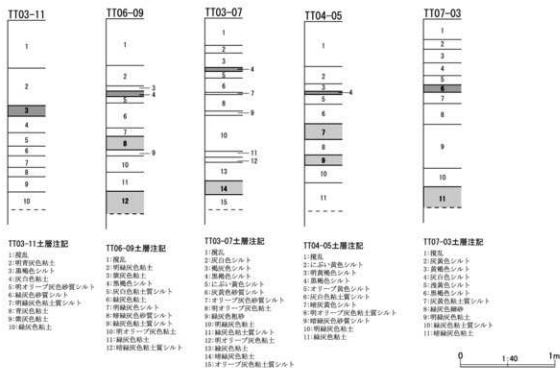 TT03-11
TT06-09
TT03-07
TT04-05
TT07-03
1
2
3
4
5
6
7
8
9
10
1
2
3
4
5
6
7
8
9
10
11
12
1
2
3
4
5
6
7
8
9
10
11
12
13
14
15
1
2
3
4
5
6
7
8
9
10
11
1
2
3
4
5
6
7
8
9
10
11
TT03-11土層注記
1:攪乱
2:明青灰色粘土
3:黒褐色シルト
4:灰白色粘土
5:明オリーブ灰色砂質シルト
6:緑灰色砂質シルト
7:明緑灰色粘土質シルト
8:青灰色粘土
9:紫灰色粘土
10:緑灰色粘土
TT06-09土層注記
1:攪乱
2:明緑灰色粘土
3:紫灰色粘土
4:黒褐色シルト
5:灰白色粘土質シルト
6:緑灰色粘土
7:明緑灰色シルト
8:暗緑灰色砂質シルト
9:緑灰色粘土質シルト
10:明オリーブ灰色粘土
11:緑灰色粘土
12:暗緑灰色粘土質シルト
TT03-07土層注記
1:攪乱
2:灰白色シルト
3:褐灰色シルト
4:黒褐色シルト
5:にぶい黄色シルト
6:灰黄色砂質シルト
7:オリーブ灰色砂質シルト
8:明オリーブ灰色粘土
9:緑灰色粗砂
10:明緑灰色粘土
11:緑灰色粘土質シルト
12:明オリーブ灰色粘土
13:緑灰色粘土
14:暗緑灰色粘土
15:オリーブ灰色粘土質シルト
TT04-05土層注記
1:攪乱
2:にぶい黄色シルト
3:明黄褐色シルト
4:黒褐色シルト
5:オリーブ黄色シルト
6:灰白色粘土質シルト
7:暗灰黄色シルト
8:オリーブ灰色粘土
9:暗緑灰色砂質シルト
10:明緑灰色粘土
11:緑灰色粘土
TT07-03土層注記
1:攪乱
2:灰黄色シルト
3:黄褐色シルト
4:灰白色シルト
5:浅黄色シルト
6:黒褐色シルト
7:灰黄色粘土質シルト
8:緑灰色細砂
9:明緑灰色粘土
10:緑灰色粘土質シルト
11:暗緑灰色粘土
0
1:40
1m